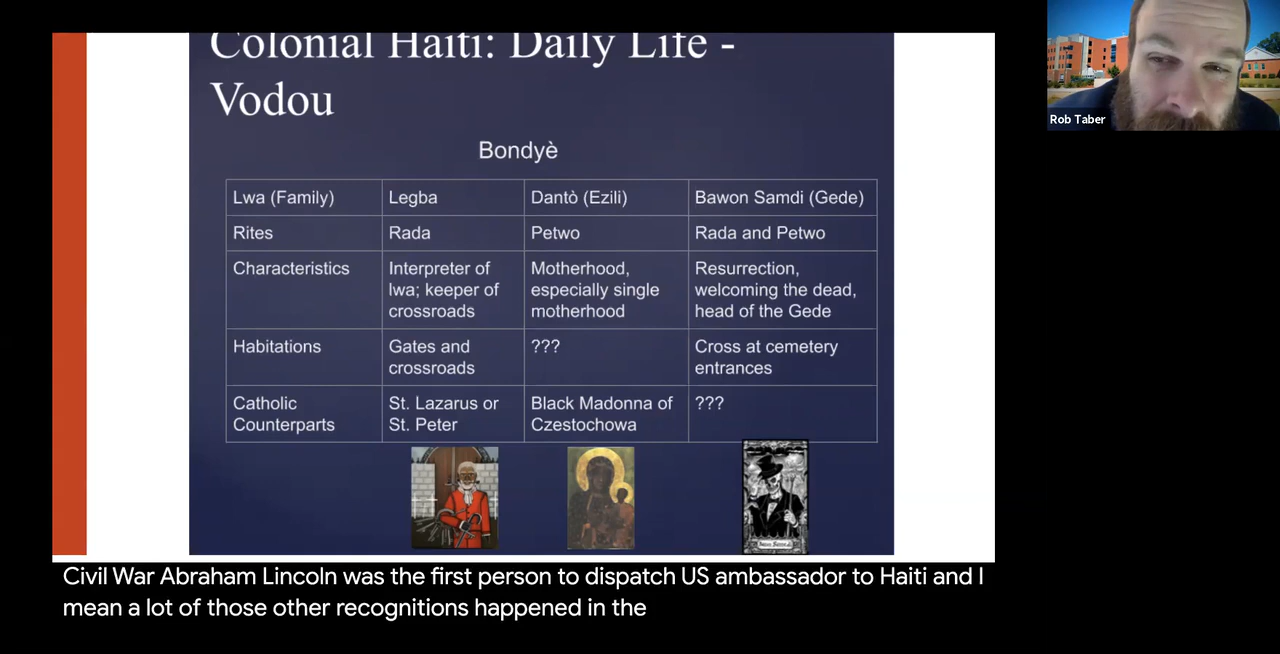 Colonial Haiti: Daily Life -
Vodou
Bondyè
Lwa (Family)
Legba
Dantò (Ezili)
Bawon Samdi (Gede)
Rites
Rada
Petwo
Rada and Petwo
Characteristics
Interpreter of
lwa; keeper of
crossroads
Motherhood,
especially single
motherhood
Resurrection,
welcoming the dead,
head of the Gede
Habitations
Gates and
crossroads
???
Cross at cemetery
entrances
Catholic
Counterparts
St. Lazarus or
St. Peter
Black Madonna of
Czestochowa
???
Rob Taber
Civil War Abraham Lincoln was the first person to dispatch US ambassador to Haiti and I
mean a lot of those other recognitions happened in the